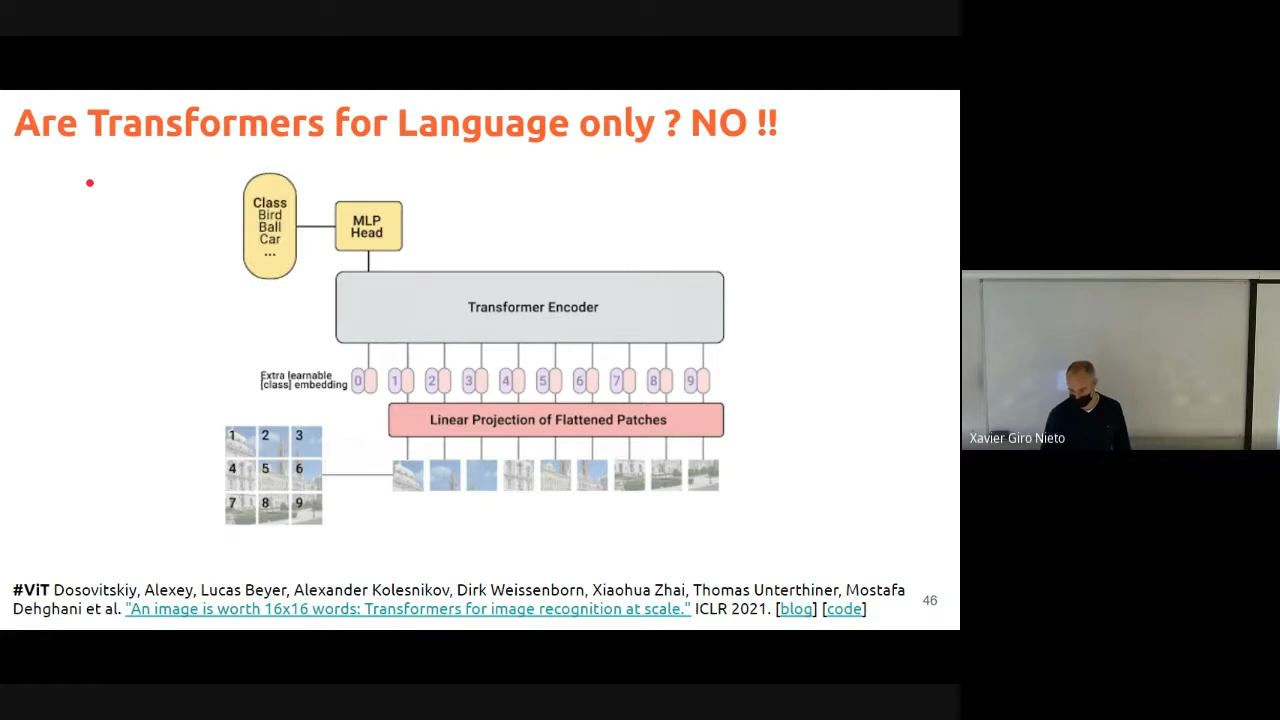 Are Transformers for Language only ? NO !!
Class
Bird
Ball
Car
...
MLP
Head
Transformer Encoder
Extra learnable
[class] embedding
0 1 2 3 4 5 6 7 8 9
Linear Projection of Flattened Patches
1 2 3
4 5 6
7 8 9
#ViT Dosovitskiy, Alexey, Lucas Beyer, Alexander Kolesnikov, Dirk Weissenborn, Xiaohua Zhai, Thomas Unterthiner, Mostafa
Dehghani et al. "An image is worth 16x16 words: Transformers for image recognition at scale." ICLR 2021. [blog] [code]
46
Xavier Giro Nieto